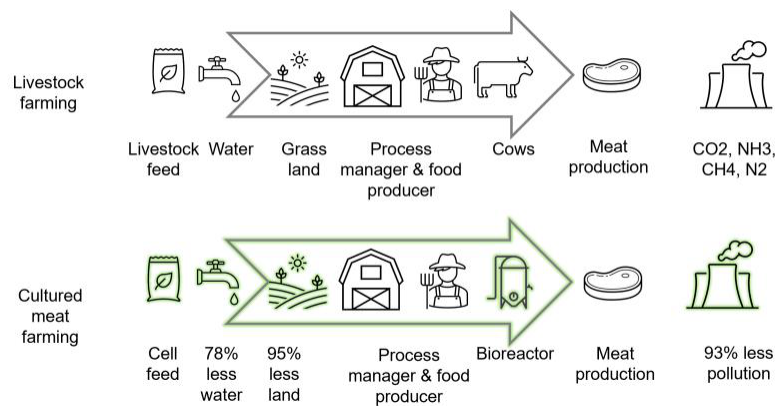 Livestock
farming
Livestock
feed
Water
Grass
land
Process
manager & food
producer
Cows
Meat
production
CO2, NH3,
CH4, N2
Cultured
meat
farming
Cell
feed
78%
less
water
95%
less
land
Process
manager & food
producer
Bioreactor
Meat
production
93% less
pollution